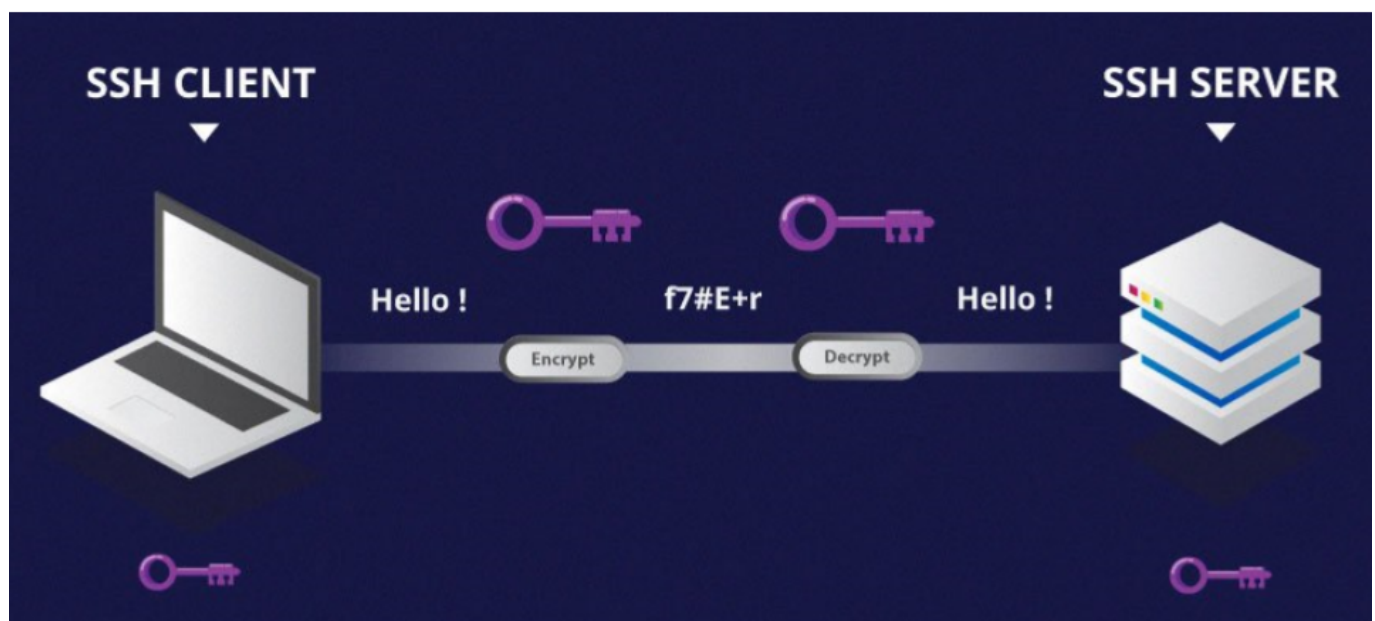 SSH CLIENT
SSH SERVER
Hello !
f7#E+r
Hello !
Encrypt
Decrypt